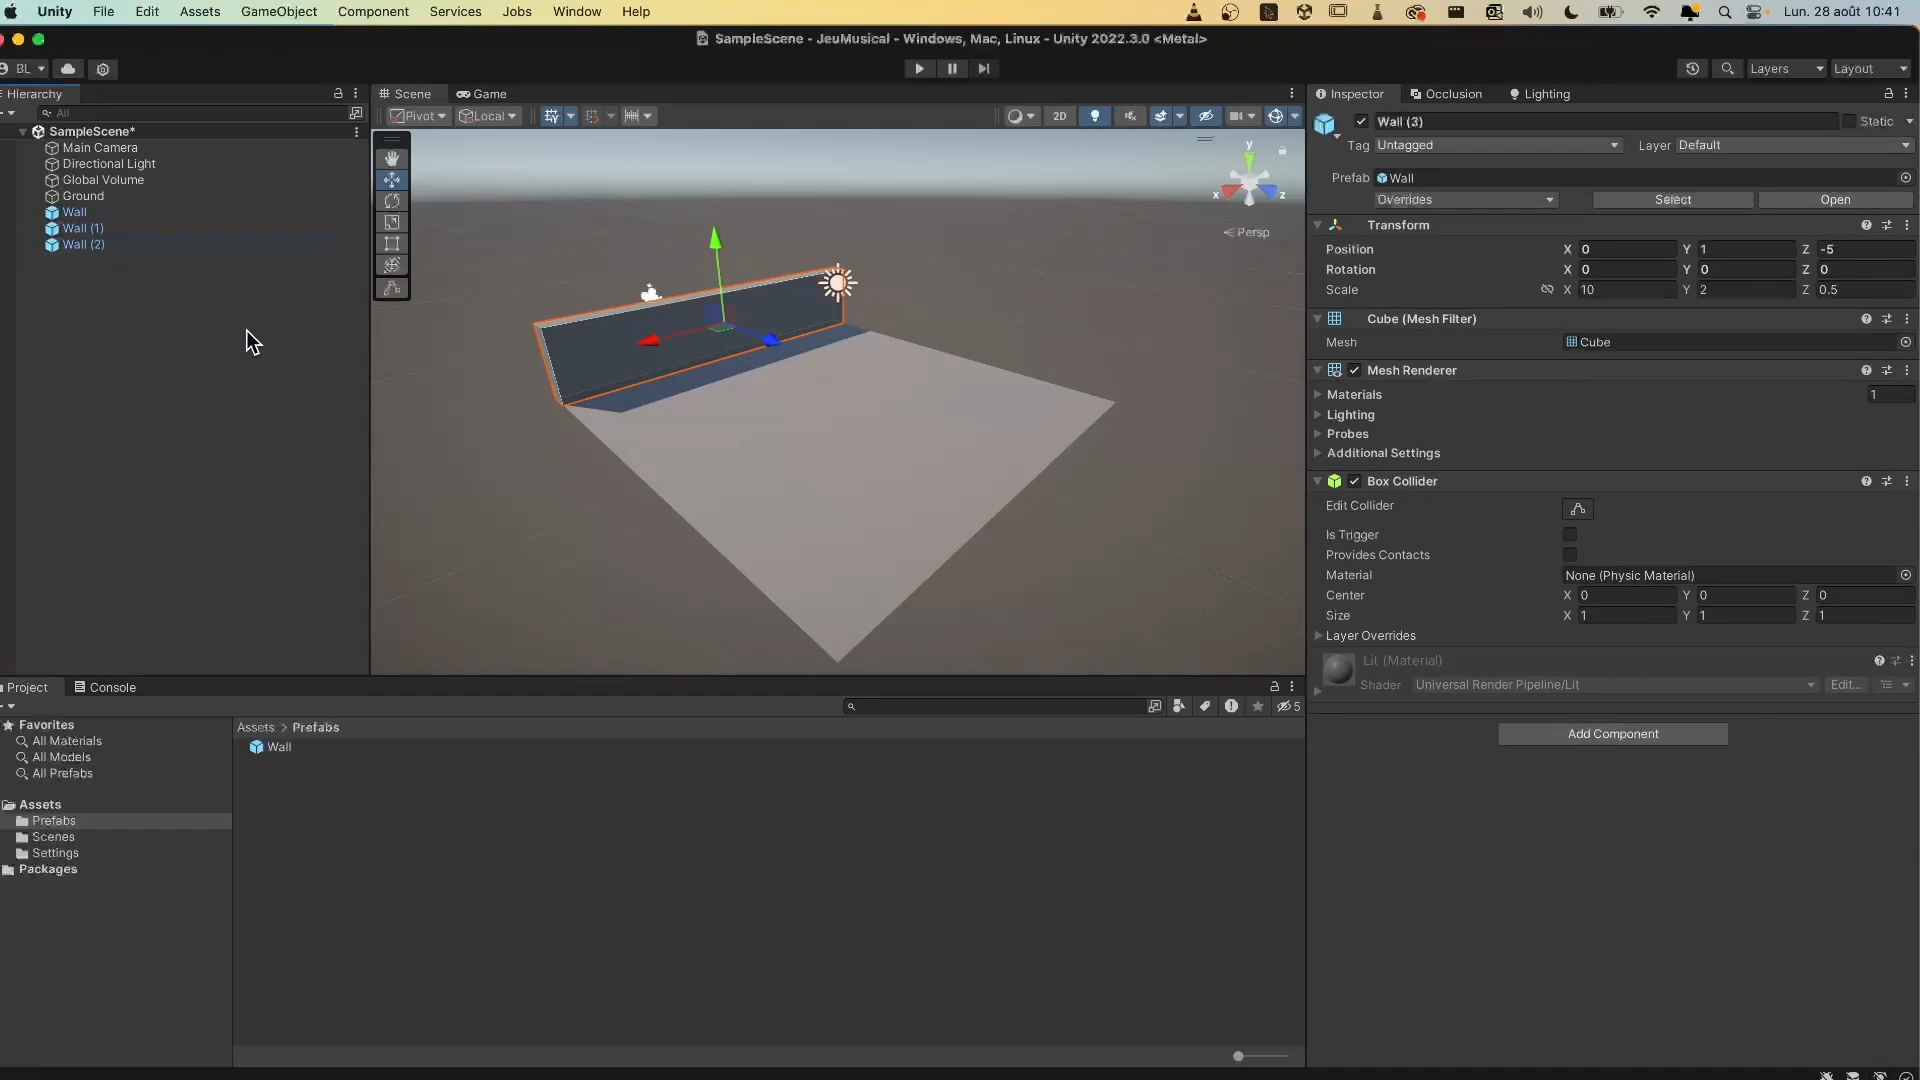 Unity File Edit Assets GameObject Component Services Jobs Window Help Lun. 28 août 10:41
SampleScene - JeuMusical - Windows, Mac, Linux - Unity 2022.3.0 <Metal>
BL Layers Layout
Hierarchy
All
SampleScene*
Main Camera
Directional Light
Global Volume
Ground
Wall
Wall (1)
Wall (2)
Scene Game
Pivot Local 2D
y
x z
Persp
Inspector Occlusion Lighting
Wall (3) Static
Tag Untagged Layer Default
Prefab Wall
Overrides Select Open
Transform
Position X 0 Y 1 Z -5
Rotation X 0 Y 0 Z 0
Scale X 10 Y 2 Z 0.5
Cube (Mesh Filter)
Mesh Cube
Mesh Renderer
Materials 1
Lighting
Probes
Additional Settings
Box Collider
Edit Collider
Is Trigger
Provides Contacts
Material None (Physic Material)
Center X 0 Y 0 Z 0
Size X 1 Y 1 Z 1
Layer Overrides
Lit (Material)
Shader Universal Render Pipeline/Lit Edit...
Add Component
Project Console
5
Favorites
All Materials
All Models
All Prefabs
Assets
Prefabs
Scenes
Settings
Packages
Assets > Prefabs
Wall